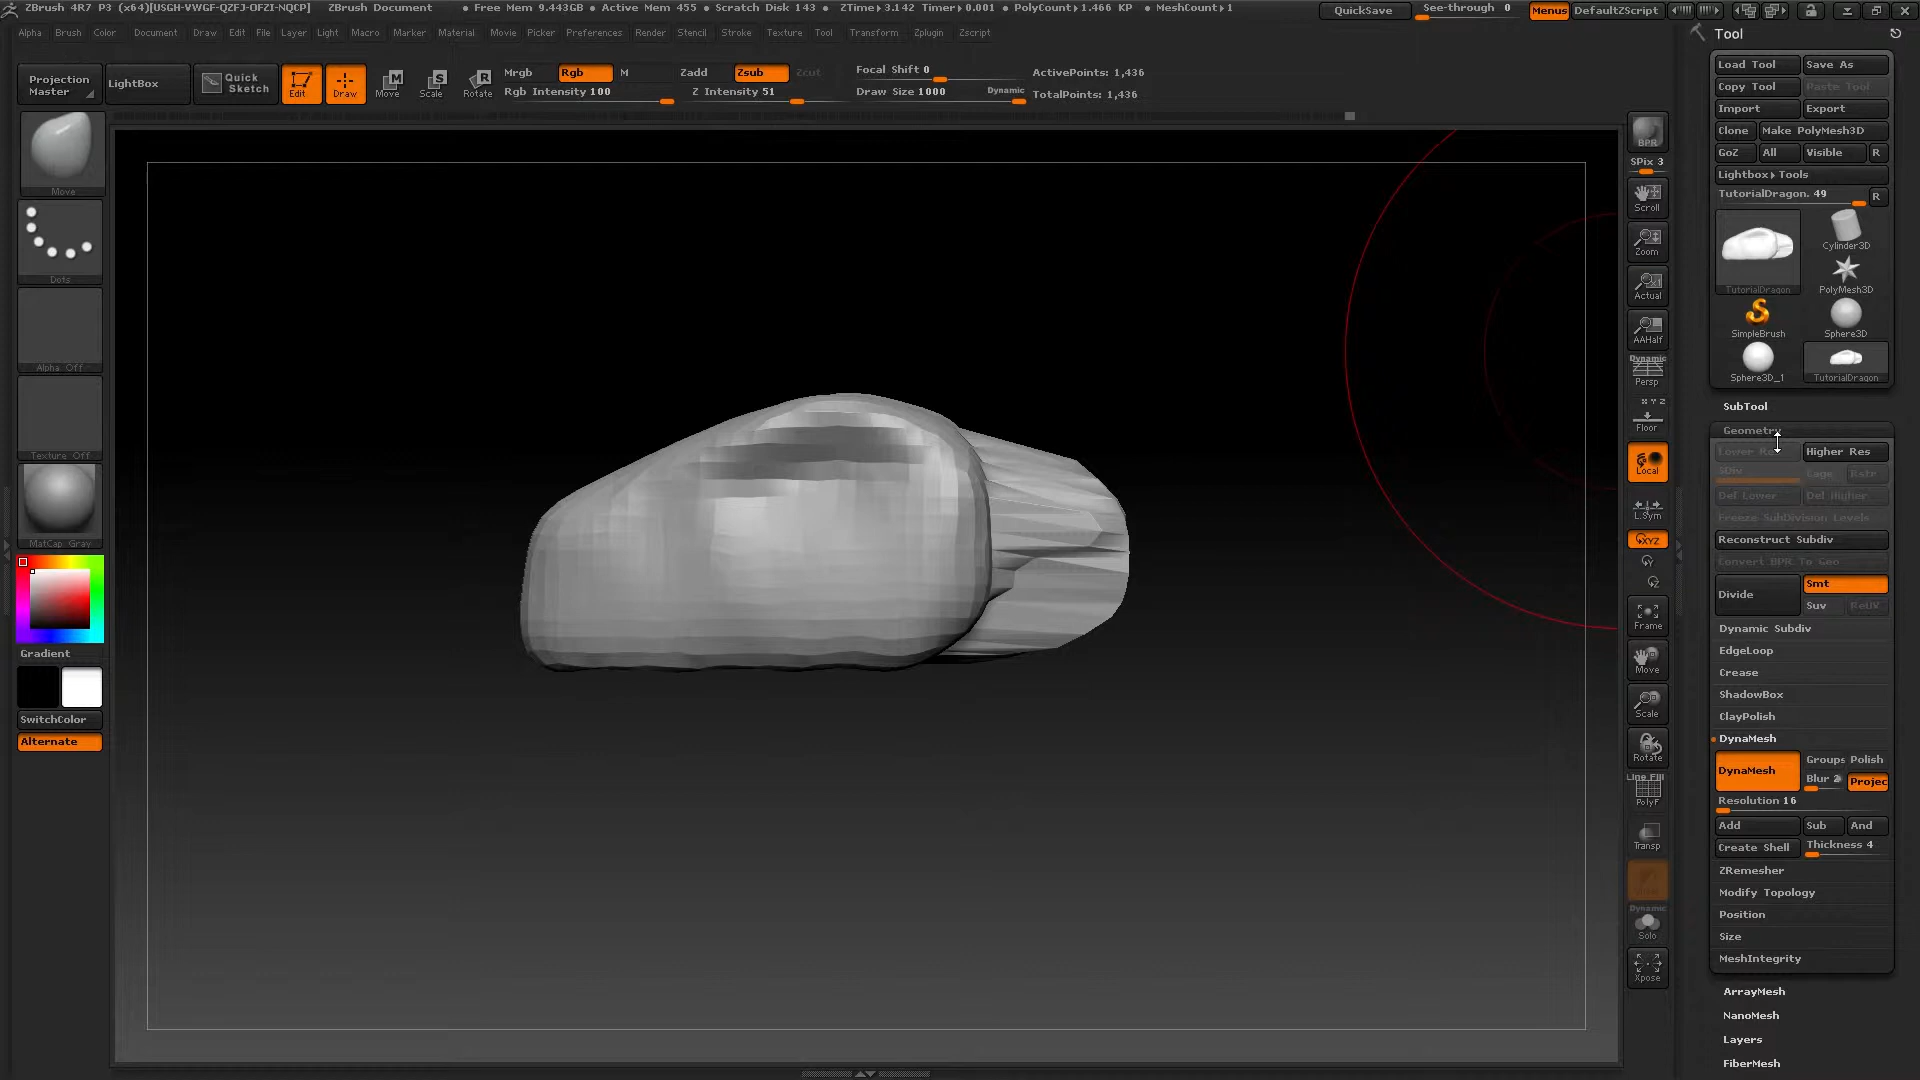 ZBrush 4R7 P3 (x64)[USGH-VWGF-QZFJ-OFZI-NQCP] ZBrush Document • Free Mem 9.443GB • Active Mem 455 • Scratch Disk 143 • ZTime▸3.142 Timer▸0.001 • PolyCount▸1.466 KP • MeshCount▸1 QuickSave See-through 0 Menus DefaultZScript
Alpha Brush Color Document Draw Edit File Layer Light Macro Marker Material Movie Picker Preferences Render Stencil Stroke Texture Tool Transform Zplugin Zscript
Projection Master
LightBox
Quick Sketch
Edit
Draw
Move
Scale
Rotate
Mrgb Rgb M
Rgb Intensity 100
Zadd Zsub Zcut
Z Intensity 51
Focal Shift 0
Draw Size 1000 Dynamic
ActivePoints: 1,436
TotalPoints: 1,436
Move
Dots
Alpha Off
Texture Off
MatCap Gray
Gradient
SwitchColor
Alternate
BPR
SPix 3
Scroll
Zoom
Actual
AAHalf
Dynamic
Persp
X Y Z
Floor
Local
L.Sym
XYZ
Y
Z
Frame
Move
Scale
Rotate
Line Fill
PolyF
Transp
Dynamic
Solo
Xpose
Tool
Load Tool Save As
Copy Tool Paste Tool
Import Export
Clone Make PolyMesh3D
GoZ All Visible R
Lightbox▸Tools
TutorialDragon. 49 R
TutorialDragon
Cylinder3D
PolyMesh3D
SimpleBrush
Sphere3D
Sphere3D_1
TutorialDragon
SubTool
Geometry
Higher Res
SDiv Cage Rstr
Del Lower Del Higher
Freeze SubDivision Levels
Reconstruct Subdiv
Convert BPR To Geo
Divide Smt
Suv ReUV
Dynamic Subdiv
EdgeLoop
Crease
ShadowBox
ClayPolish
DynaMesh
DynaMesh Groups Polish
Blur 2 Projec
Resolution 16
Add Sub And
Create Shell Thickness 4
ZRemesher
Modify Topology
Position
Size
MeshIntegrity
ArrayMesh
NanoMesh
Layers
FiberMesh